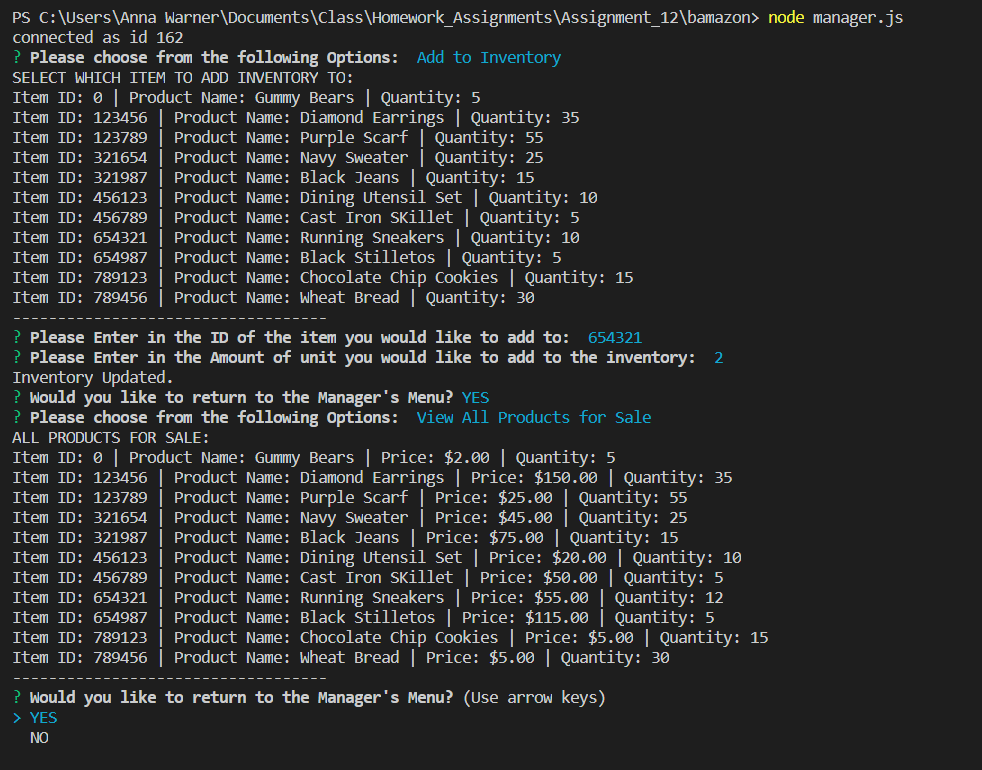 PS C:\Users\Anna Warner\Documents\Class\Homework_Assignments\Assignment_12\bamazon> node manager.js
connected as id 162
? Please choose from the following Options:  Add to Inventory
SELECT WHICH ITEM TO ADD INVENTORY TO:
Item ID: 0 | Product Name: Gummy Bears | Quantity: 5
Item ID: 123456 | Product Name: Diamond Earrings | Quantity: 35
Item ID: 123789 | Product Name: Purple Scarf | Quantity: 55
Item ID: 321654 | Product Name: Navy Sweater | Quantity: 25
Item ID: 321987 | Product Name: Black Jeans | Quantity: 15
Item ID: 456123 | Product Name: Dining Utensil Set | Quantity: 10
Item ID: 456789 | Product Name: Cast Iron SKillet | Quantity: 5
Item ID: 654321 | Product Name: Running Sneakers | Quantity: 10
Item ID: 654987 | Product Name: Black Stilletos | Quantity: 5
Item ID: 789123 | Product Name: Chocolate Chip Cookies | Quantity: 15
Item ID: 789456 | Product Name: Wheat Bread | Quantity: 30
-----------------------------------
? Please Enter in the ID of the item you would like to add to:  654321
? Please Enter in the Amount of unit you would like to add to the inventory:  2
Inventory Updated.
? Would you like to return to the Manager's Menu? YES
? Please choose from the following Options:  View All Products for Sale
ALL PRODUCTS FOR SALE:
Item ID: 0 | Product Name: Gummy Bears | Price: $2.00 | Quantity: 5
Item ID: 123456 | Product Name: Diamond Earrings | Price: $150.00 | Quantity: 35
Item ID: 123789 | Product Name: Purple Scarf | Price: $25.00 | Quantity: 55
Item ID: 321654 | Product Name: Navy Sweater | Price: $45.00 | Quantity: 25
Item ID: 321987 | Product Name: Black Jeans | Price: $75.00 | Quantity: 15
Item ID: 456123 | Product Name: Dining Utensil Set | Price: $20.00 | Quantity: 10
Item ID: 456789 | Product Name: Cast Iron SKillet | Price: $50.00 | Quantity: 5
Item ID: 654321 | Product Name: Running Sneakers | Price: $55.00 | Quantity: 12
Item ID: 654987 | Product Name: Black Stilletos | Price: $115.00 | Quantity: 5
Item ID: 789123 | Product Name: Chocolate Chip Cookies | Price: $5.00 | Quantity: 15
Item ID: 789456 | Product Name: Wheat Bread | Price: $5.00 | Quantity: 30
-----------------------------------
? Would you like to return to the Manager's Menu? (Use arrow keys)
> YES
  NO